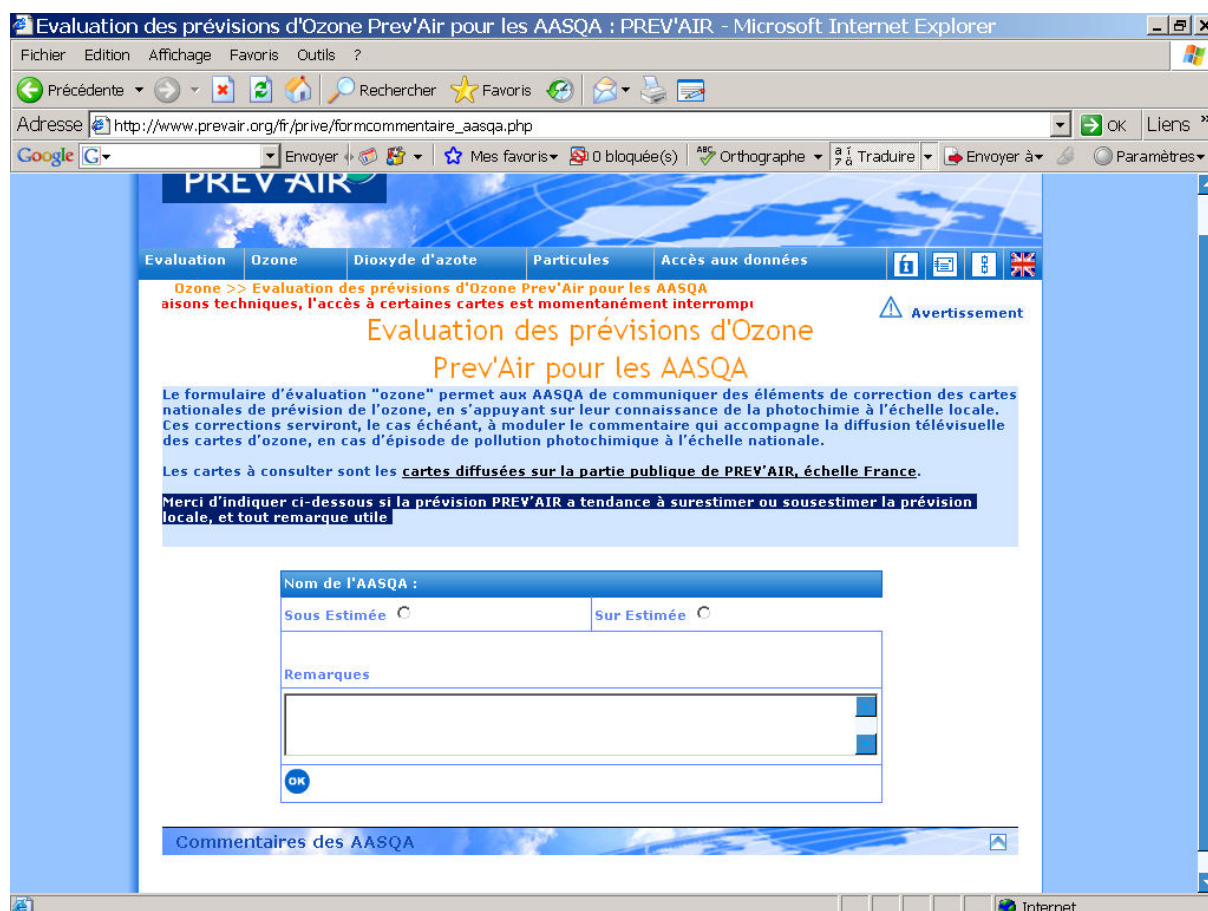 Evaluation des prévisions d'Ozone Prev'Air pour les AASQA : PREV'AIR - Microsoft Internet Explorer
Fichier Edition Affichage Favoris Outils ?
Précédente Rechercher Favoris
Adresse http://www.prevair.org/fr/prive/formcommentaire_aasqa.php OK Liens »
Google G Envoyer Mes favoris 0 bloquée(s) ABC Orthographe Traduire Envoyer à Paramètres
PREV'AIR
Evaluation Ozone Dioxyde d'azote Particules Accès aux données
Ozone >> Evaluation des prévisions d'Ozone Prev'Air pour les AASQA
aisons techniques, l'accès à certaines cartes est momentanément interrompu
Avertissement
Evaluation des prévisions d'Ozone
Prev'Air pour les AASQA
Le formulaire d'évaluation "ozone" permet aux AASQA de communiquer des éléments de correction des cartes
nationales de prévision de l'ozone, en s'appuyant sur leur connaissance de la photochimie à l'échelle locale.
Ces corrections serviront, le cas échéant, à moduler le commentaire qui accompagne la diffusion télévisuelle
des cartes d'ozone, en cas d'épisode de pollution photochimique à l'échelle nationale.
Les cartes à consulter sont les cartes diffusées sur la partie publique de PREV'AIR, échelle France.
Merci d'indiquer ci-dessous si la prévision PREV'AIR a tendance à surestimer ou sousestimer la prévision
locale, et tout remarque utile
Nom de l'AASQA :
Sous Estimée Sur Estimée
Remarques
OK
Commentaires des AASQA
Internet